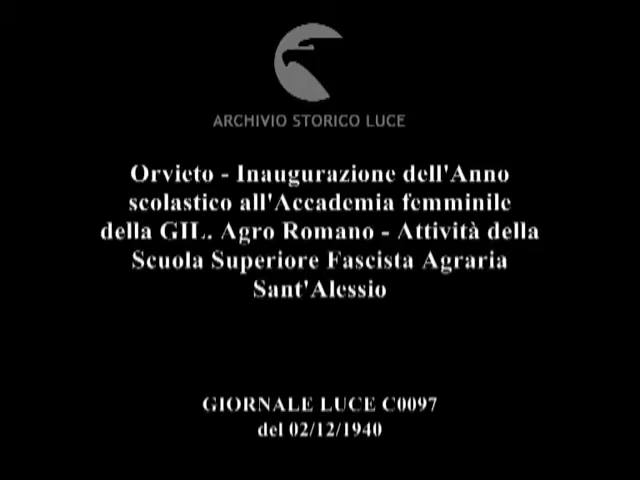 ARCHIVIO STORICO LUCE
Orvieto - Inaugurazione dell'Anno
scolastico all'Accademia femminile
della GIL. Agro Romano - Attività della
Scuola Superiore Fascista Agraria
Sant'Alessio
GIORNALE LUCE C0097
del 02/12/1940